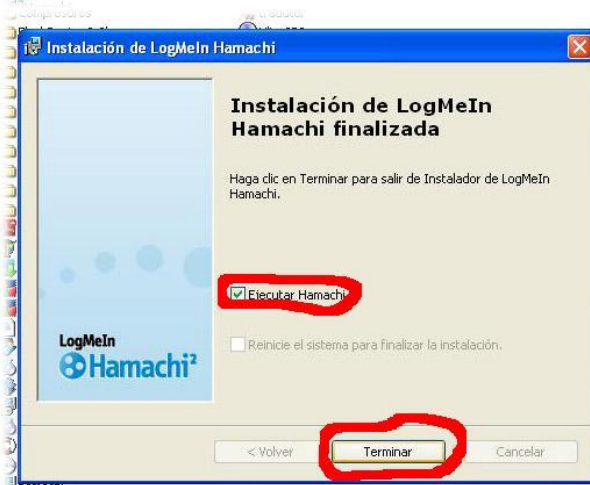 Instalación de LogMeIn Hamachi
Instalación de LogMeIn
Hamachi finalizada
Haga clic en Terminar para salir de Instalador de LogMeIn
Hamachi.
Ejecutar Hamachi
LogMeIn
Hamachi²
Reinicie el sistema para finalizar la instalación.
< Volver
Terminar
Cancelar